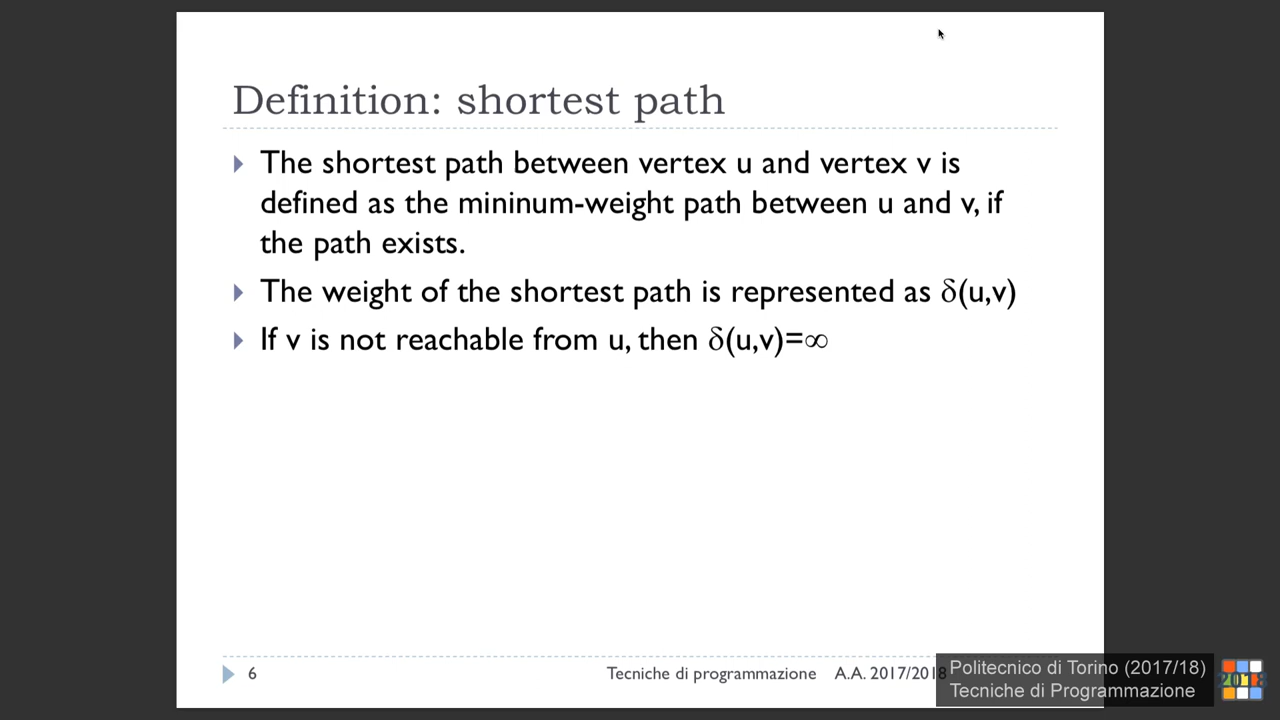 Definition: shortest path
The shortest path between vertex u and vertex v is
defined as the mininum-weight path between u and v, if
the path exists.
The weight of the shortest path is represented as δ(u,v)
If v is not reachable from u, then δ(u,v)=∞
6
Tecniche di programmazione A.A. 2017/2018
Politecnico di Torino (2017/18)
Tecniche di Programmazione
2018